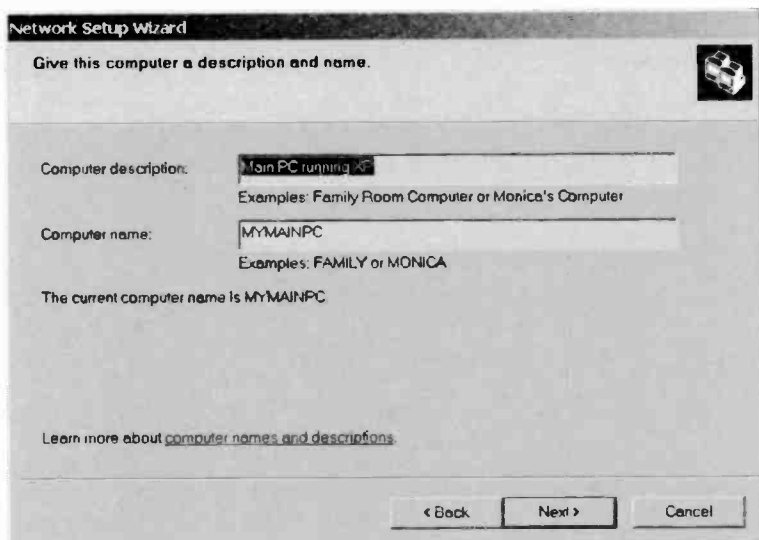 Network Setup Wizard
Give this computer a description and name.
Computer description:
Main PC running XP
Examples: Family Room Computer or Monica's Computer
Computer name:
MYMAINPC
Examples: FAMILY or MONICA
The current computer name is MYMAINPC
Learn more about computer names and descriptions.
< Back
Next >
Cancel